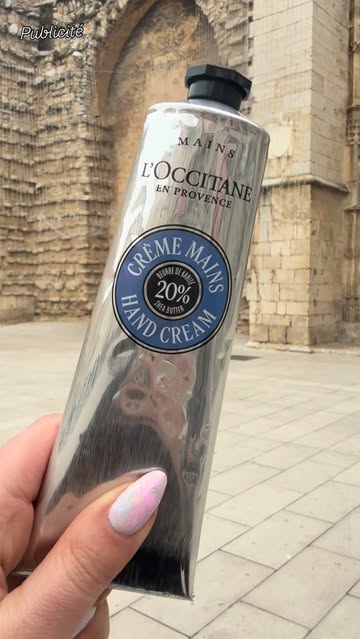 Publicité
MAINS
L'OCCITANE
EN PROVENCE
CRÈME MAINS
BEURRE DE KARITÉ
20%
SHEA BUTTER
HAND CREAM